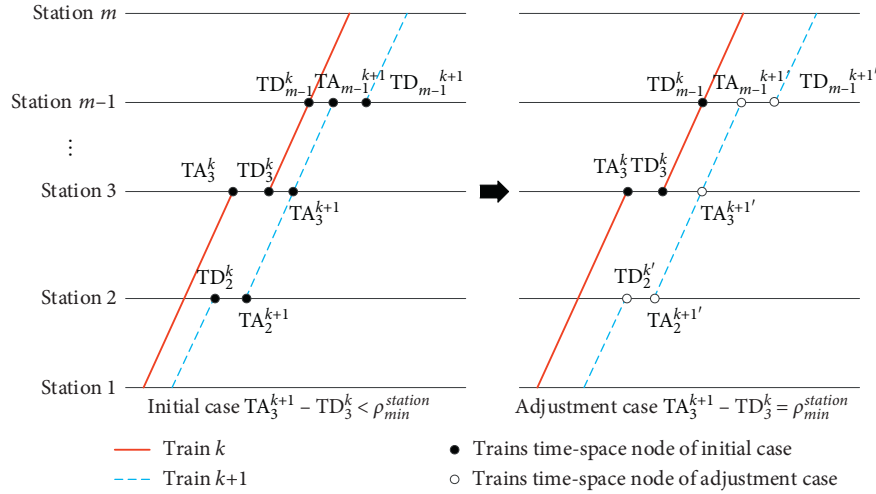 Station m
Station m–1
⋮
Station 3
Station 2
Station 1
TD^k_{m–1} TA^{k+1}_{m–1} TD^{k+1}_{m–1}
TA^k_3 TD^k_3
TA^{k+1}_3
TD^k_2
TA^{k+1}_2
Initial case TA^{k+1}_3 – TD^k_3 < ρ^{station}_{min}
TD^k_{m–1} TA^{k+1′}_{m–1} TD^{k+1′}_{m–1}
TA^k_3 TD^k_3
TA^{k+1′}_3
TD^{k′}_2
TA^{k+1′}_2
Adjustment case TA^{k+1}_3 – TD^k_3 = ρ^{station}_{min}
Train k
Train k+1
Trains time-space node of initial case
Trains time-space node of adjustment case